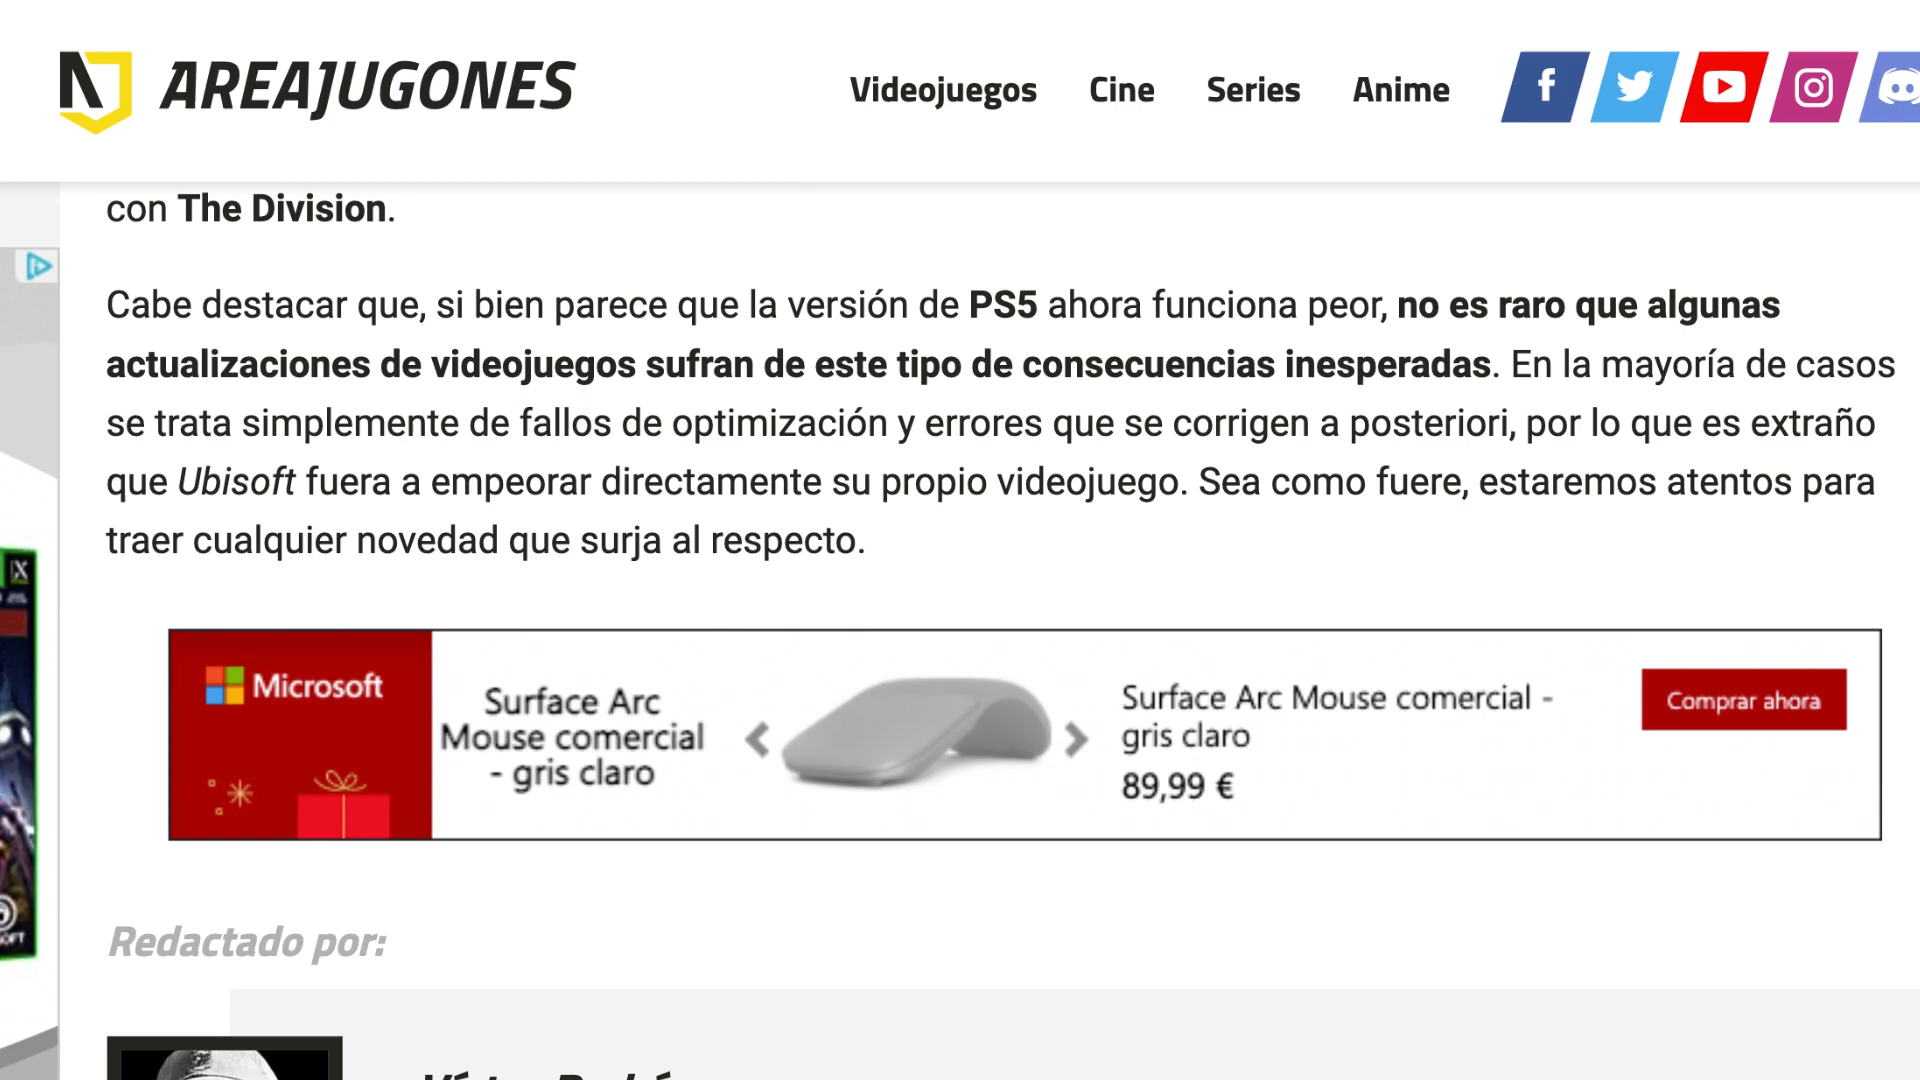 AREAJUGONES
Videojuegos Cine Series Anime
con The Division.
Cabe destacar que, si bien parece que la versión de PS5 ahora funciona peor, no es raro que algunas
actualizaciones de videojuegos sufran de este tipo de consecuencias inesperadas. En la mayoría de casos
se trata simplemente de fallos de optimización y errores que se corrigen a posteriori, por lo que es extraño
que Ubisoft fuera a empeorar directamente su propio videojuego. Sea como fuere, estaremos atentos para
traer cualquier novedad que surja al respecto.
Microsoft
Surface Arc
Mouse comercial
- gris claro
Surface Arc Mouse comercial -
gris claro
89,99 €
Comprar ahora
Redactado por: